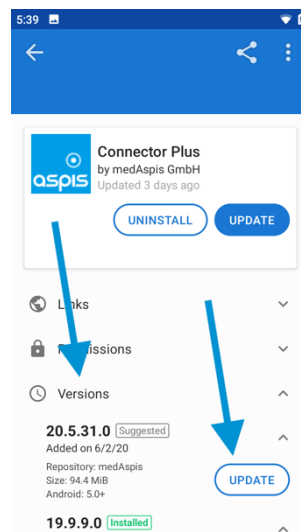 5:39
aspis
Connector Plus
by medAspis GmbH
Updated 3 days ago
UNINSTALL
UPDATE
Links
Versions
20.5.31.0 Suggested
Added on 6/2/20
Repository: medAspis
Size: 94.4 MiB
Android: 5.0+
UPDATE
19.9.9.0 Installed